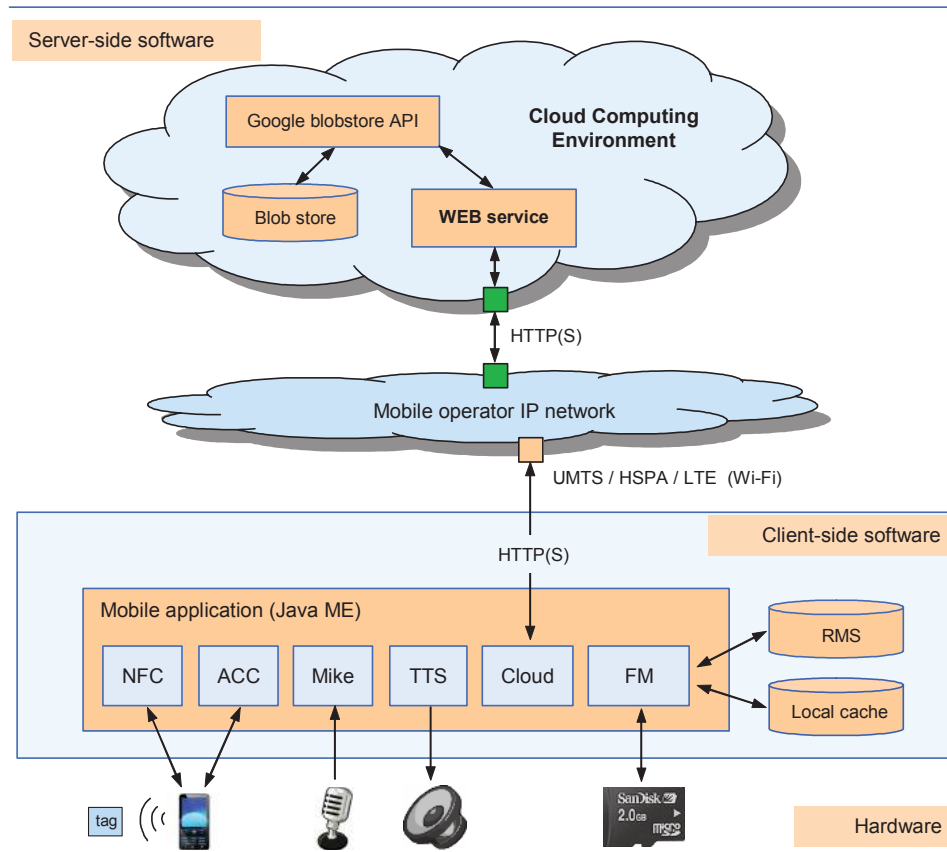 Server-side software
Google blobstore API
Cloud Computing
Environment
Blob store
WEB service
HTTP(S)
Mobile operator IP network
UMTS / HSPA / LTE (Wi-Fi)
Client-side software
HTTP(S)
Mobile application (Java ME)
NFC
ACC
Mike
TTS
Cloud
FM
RMS
Local cache
tag
SanDisk
2.0GB
micro SD
Hardware